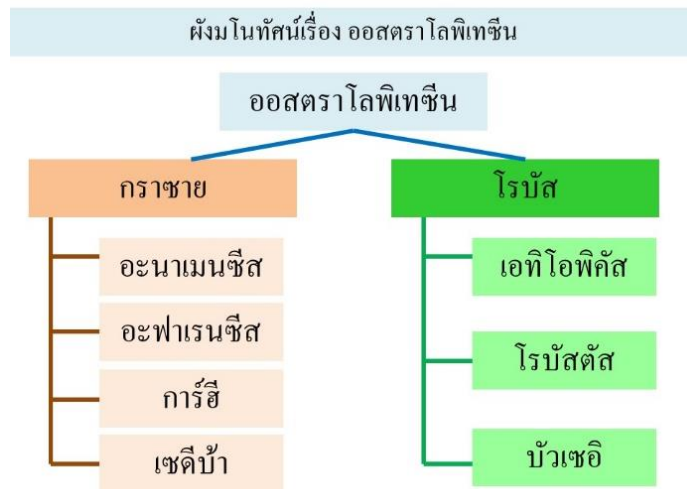 ผังมโนทัศน์เรื่อง ออสตราโลพิเทซีน
ออสตราโลพิเทซีน
กราซาย
อะนาเมนซีส
อะฟาเรนซีส
การ์ฮี
เซดีบ้า
โรบัส
เอทิโอพิคัส
โรบัสตัส
บัวเซอิ